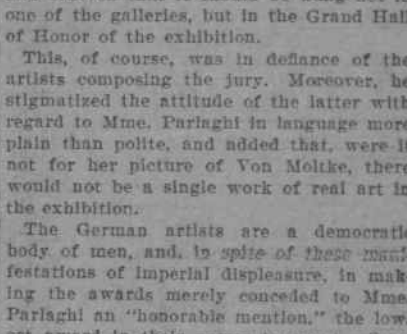 one of the galleries, but in the Grand Hall
of Honor of the exhibition.
This, of course, was in defiance of the
artists composing the jury. Moreover, he
stigmatized the attitude of the latter with
regard to Mme. Parlaghi in language more
plain than polite, and added that, were it
not for her picture of Von Moltke, there
would not be a single work of real art in
the exhibition.
The German artists are a democratic
body of men, and, in spite of these mani-
festations of imperial displeasure, in mak-
ing the awards merely conceded to Mme.
Parlaghi an "honorable mention," the low-